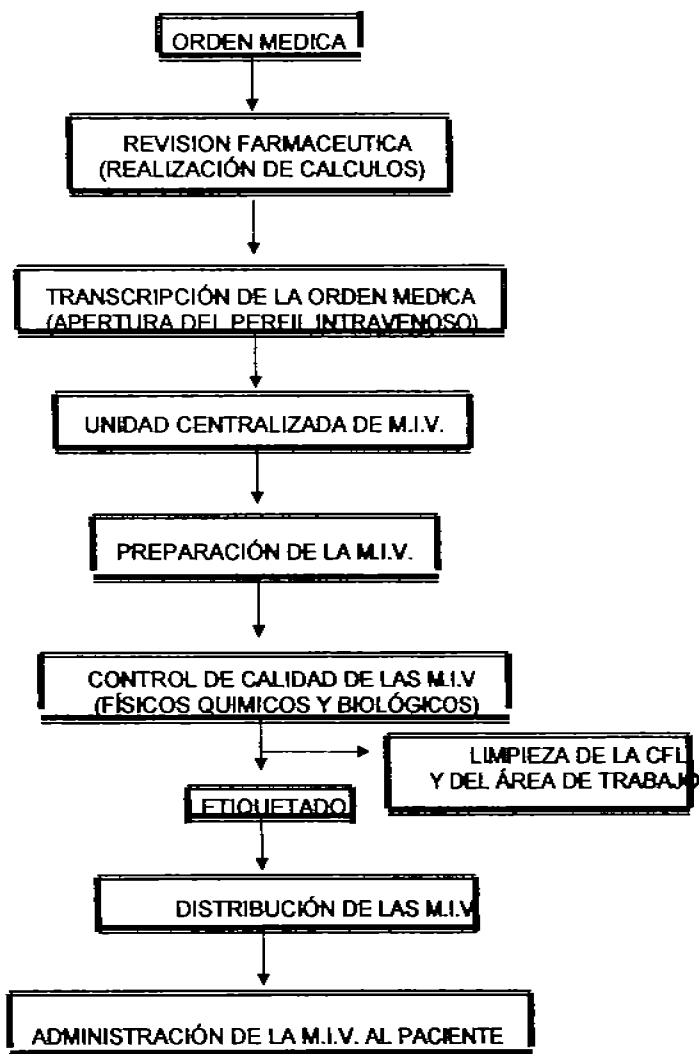 ORDEN MEDICA
REVISION FARMACEUTICA
(REALIZACIÓN DE CALCULOS)
TRANSCRIPCIÓN DE LA ORDEN MEDICA
(APERTURA DEL PERFIL INTRAVENOSO)
UNIDAD CENTRALIZADA DE M.I.V.
PREPARACIÓN DE LA M.I.V.
CONTROL DE CALIDAD DE LAS M.I.V
(FÍSICOS QUIMICOS Y BIOLÓGICOS)
LIMPIEZA DE LA CFL
Y DEL ÁREA DE TRABAJO
ETIQUETADO
DISTRIBUCIÓN DE LAS M.I.V
ADMINISTRACIÓN DE LA M.I.V. AL PACIENTE